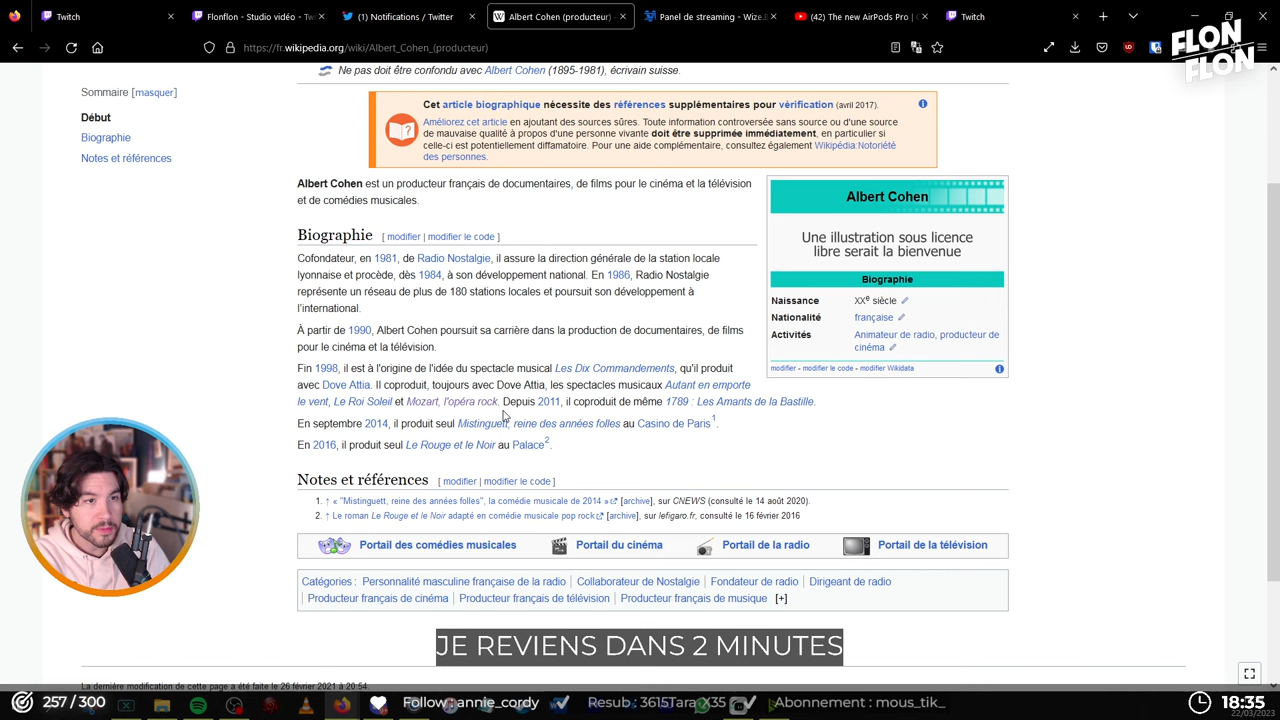 Twitch
Flonflon - Studio vidéo - Tw
(1) Notifications / Twitter
Albert Cohen (producteur) –
Panel de streaming - Wize.B
(42) The new AirPods Pro |
Twitch
https://fr.wikipedia.org/wiki/Albert_Cohen_(producteur)
FLON
FLON
Ne pas doit être confondu avec Albert Cohen (1895-1981), écrivain suisse.
Sommaire [masquer]
Début
Biographie
Notes et références
Cet article biographique nécessite des références supplémentaires pour vérification (avril 2017).
Améliorez cet article en ajoutant des sources sûres. Toute information controversée sans source ou d'une source
de mauvaise qualité à propos d'une personne vivante doit être supprimée immédiatement, en particulier si
celle-ci est potentiellement diffamatoire. Pour une aide complémentaire, consultez également Wikipédia:Notoriété
des personnes.
Albert Cohen est un producteur français de documentaires, de films pour le cinéma et la télévision
et de comédies musicales.
Biographie [ modifier | modifier le code ]
Cofondateur, en 1981, de Radio Nostalgie, il assure la direction générale de la station locale
lyonnaise et procède, dès 1984, à son développement national. En 1986, Radio Nostalgie
représente un réseau de plus de 180 stations locales et poursuit son développement à
l'international.
À partir de 1990, Albert Cohen poursuit sa carrière dans la production de documentaires, de films
pour le cinéma et la télévision.
Fin 1998, il est à l'origine de l'idée du spectacle musical Les Dix Commandements, qu'il produit
avec Dove Attia. Il coproduit, toujours avec Dove Attia, les spectacles musicaux Autant en emporte
le vent, Le Roi Soleil et Mozart, l'opéra rock. Depuis 2011, il coproduit de même 1789 : Les Amants de la Bastille.
En septembre 2014, il produit seul Mistinguett, reine des années folles au Casino de Paris1.
En 2016, il produit seul Le Rouge et le Noir au Palace2.
Albert Cohen
Une illustration sous licence
libre serait la bienvenue
Biographie
Naissance XXe siècle
Nationalité française
Activités Animateur de radio, producteur de
cinéma
modifier - modifier le code - modifier Wikidata
Notes et références [ modifier | modifier le code ]
1. ↑ « "Mistinguett, reine des années folles", la comédie musicale de 2014 » [archive], sur CNEWS (consulté le 14 août 2020).
2. ↑ Le roman Le Rouge et le Noir adapté en comédie musicale pop rock [archive], sur lefigaro.fr, consulté le 16 février 2016
Portail des comédies musicales Portail du cinéma Portail de la radio Portail de la télévision
Catégories : Personnalité masculine française de la radio | Collaborateur de Nostalgie | Fondateur de radio | Dirigeant de radio
| Producteur français de cinéma | Producteur français de télévision | Producteur français de musique [+]
JE REVIENS DANS 2 MINUTES
La dernière modification de cette page a été faite le 26 février 2021 à 20:54.
257 / 300
Follow : annie_cordy
Resub : 3615Tara X35
Abonnement : mous_tik_
18:35
22/03/2023